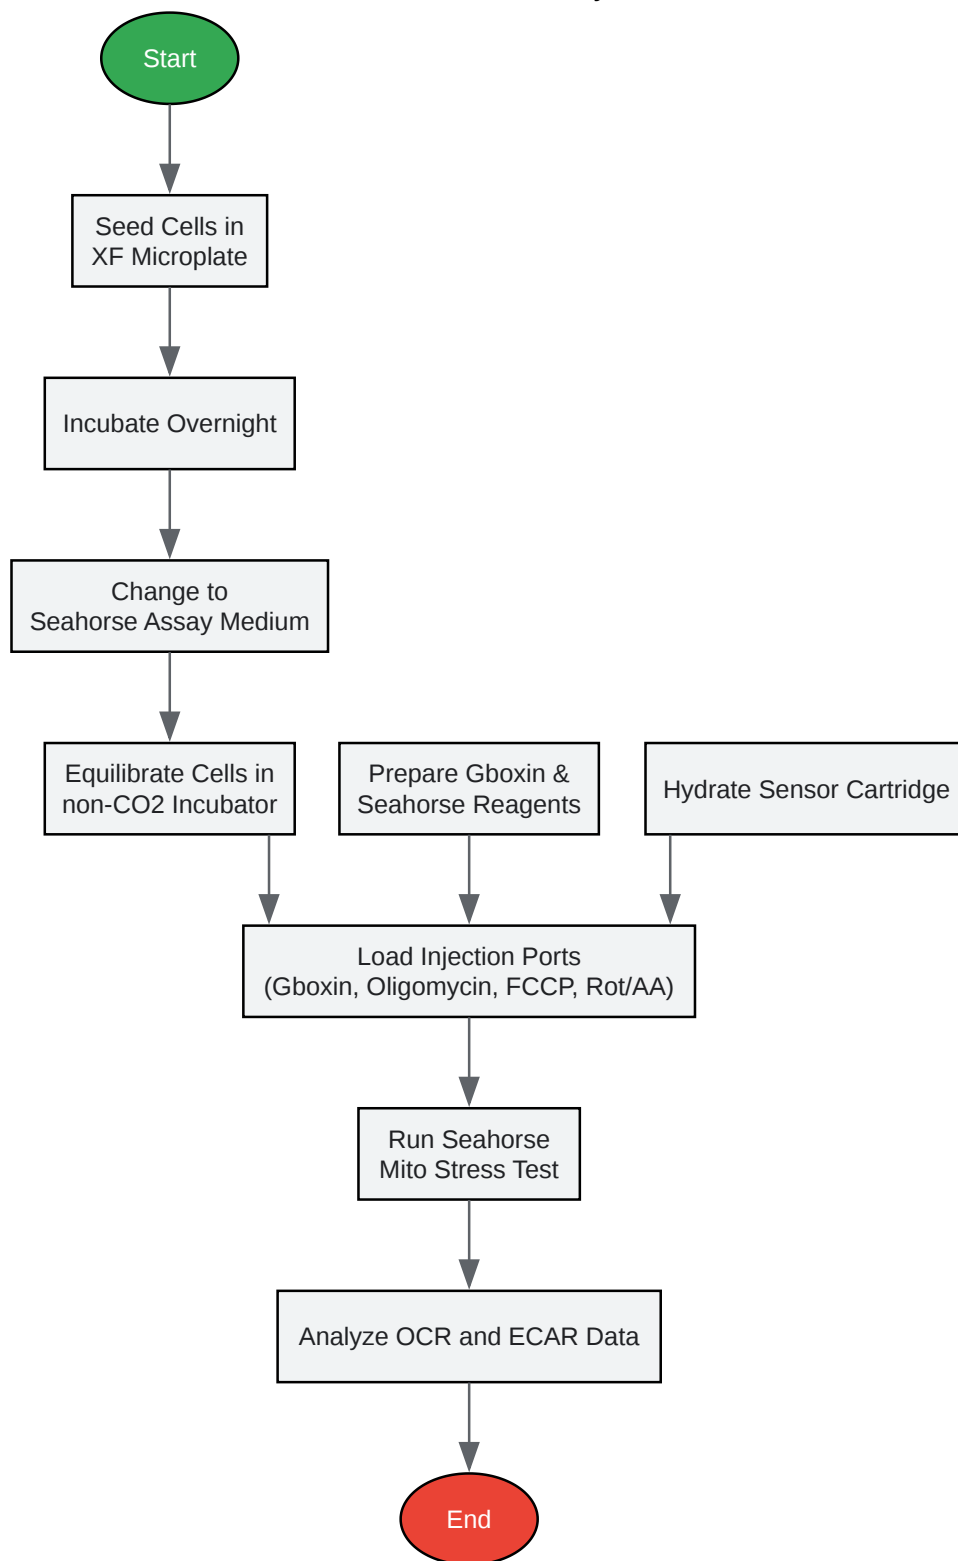 Start
Seed Cells in
XF Microplate
Incubate Overnight
Change to
Seahorse Assay Medium
Equilibrate Cells in
non-CO2 Incubator
Prepare Gboxin &
Seahorse Reagents
Hydrate Sensor Cartridge
Load Injection Ports
(Gboxin, Oligomycin, FCCP, Rot/AA)
Run Seahorse
Mito Stress Test
Analyze OCR and ECAR Data
End